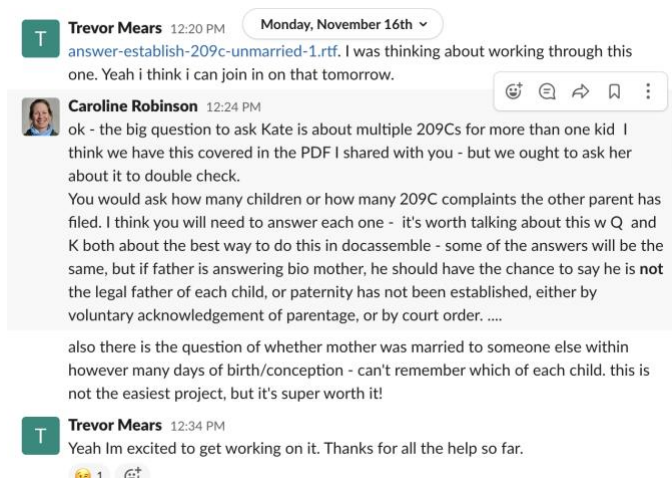 Monday, November 16th
T
Trevor Mears 12:20 PM
answer-establish-209c-unmarried-1.rtf. I was thinking about working through this
one. Yeah i think i can join in on that tomorrow.
Caroline Robinson 12:24 PM
ok - the big question to ask Kate is about multiple 209Cs for more than one kid I
think we have this covered in the PDF I shared with you - but we ought to ask her
about it to double check.
You would ask how many children or how many 209C complaints the other parent has
filed. I think you will need to answer each one - it's worth talking about this w Q and
K both about the best way to do this in docassemble - some of the answers will be the
same, but if father is answering bio mother, he should have the chance to say he is not
the legal father of each child, or paternity has not been established, either by
voluntary acknowledgement of parentage, or by court order. ....
also there is the question of whether mother was married to someone else within
however many days of birth/conception - can't remember which of each child. this is
not the easiest project, but it's super worth it!
T
Trevor Mears 12:34 PM
Yeah Im excited to get working on it. Thanks for all the help so far.
1